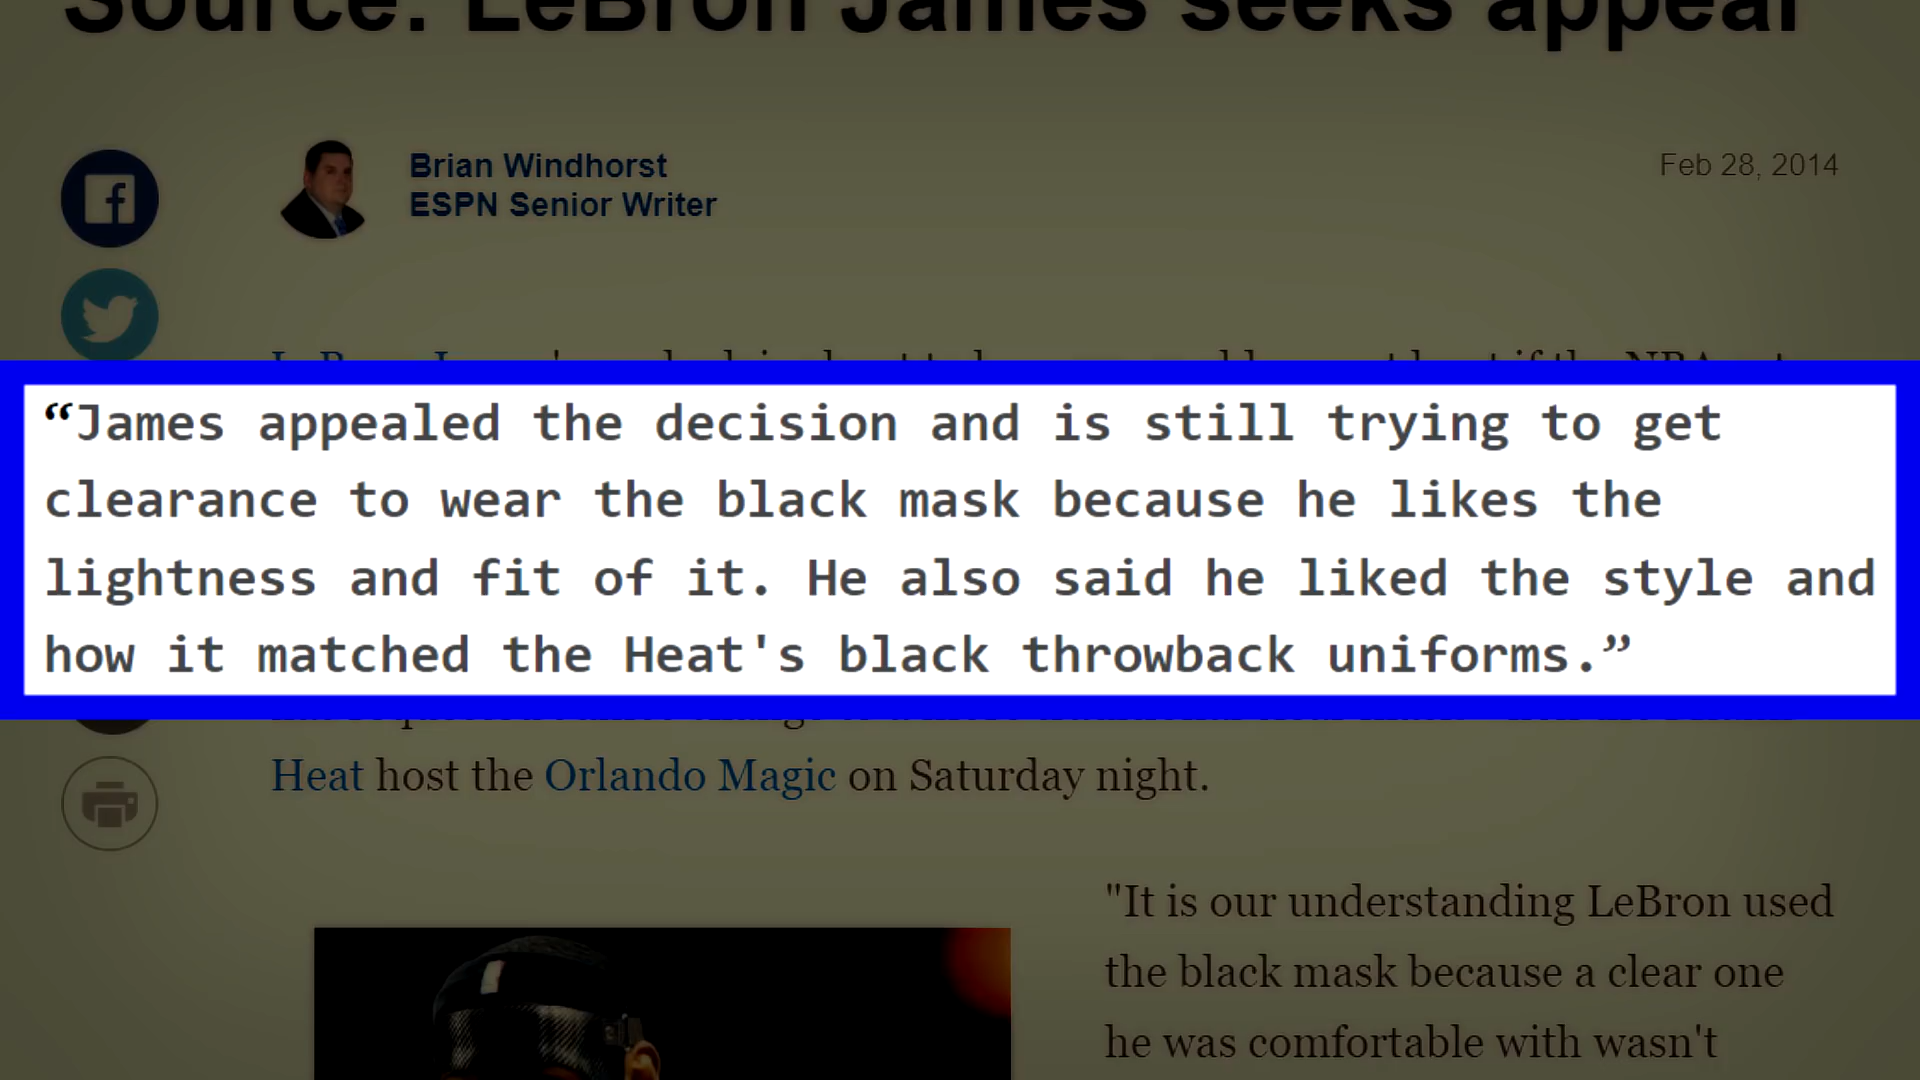 Source: LeBron James seeks appeal
Brian Windhorst
Feb 28, 2014
ESPN Senior Writer
“James appealed the decision and is still trying to get
clearance to wear the black mask because he likes the
lightness and fit of it. He also said he liked the style and
how it matched the Heat's black throwback uniforms.”
Heat host the Orlando Magic on Saturday night.
"It is our understanding LeBron used
the black mask because a clear one
he was comfortable with wasn't